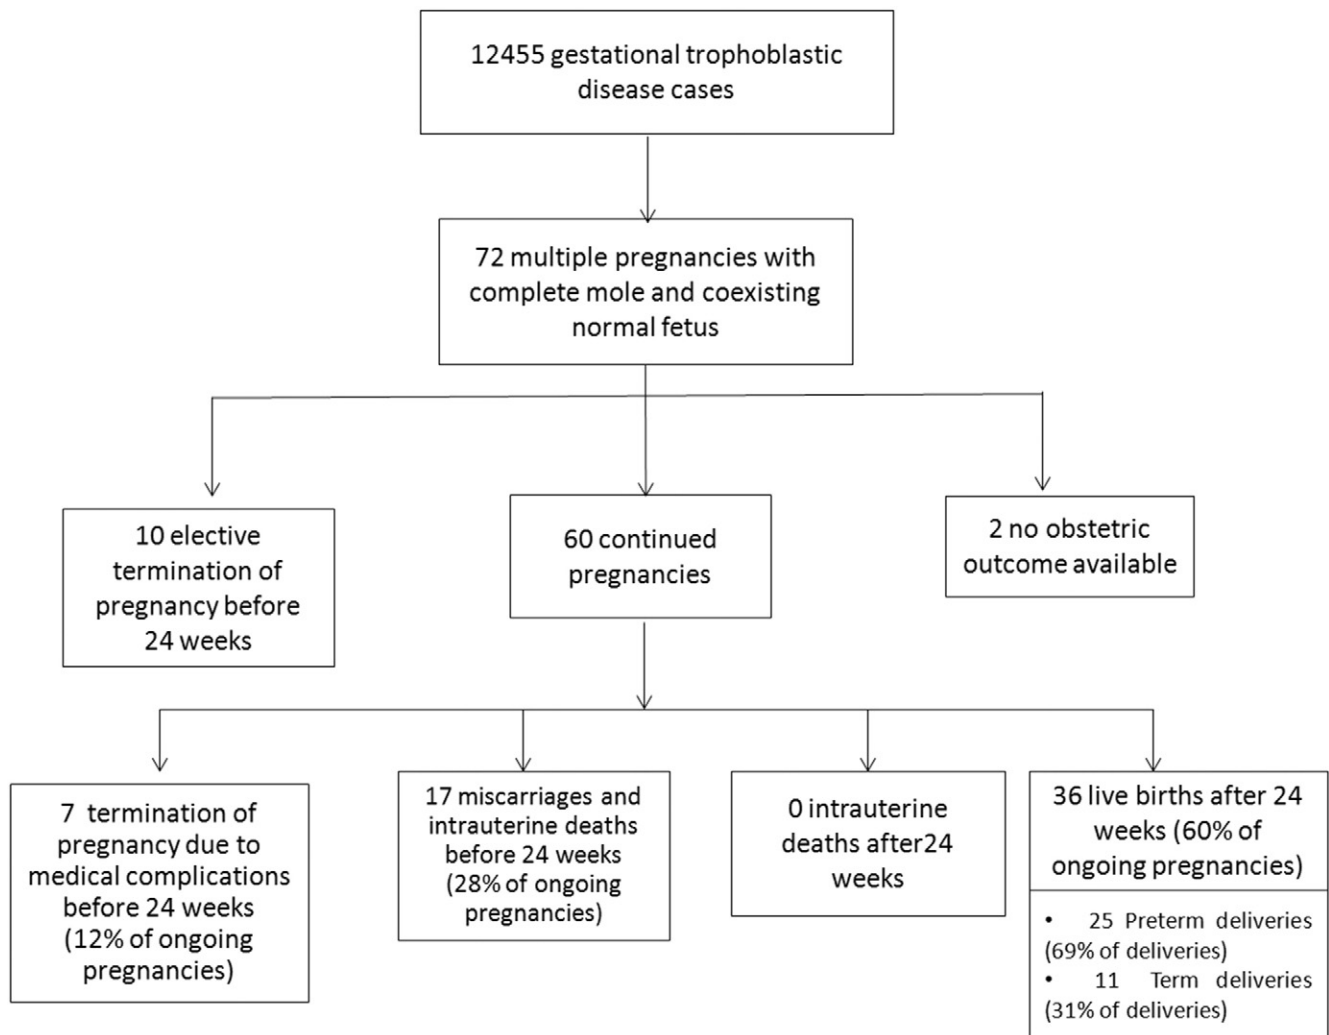 12455 gestational trophoblastic
disease cases
72 multiple pregnancies with
complete mole and coexisting
normal fetus
10 elective
termination of
pregnancy before
24 weeks
60 continued
pregnancies
2 no obstetric
outcome available
7 termination of
pregnancy due to
medical complications
before 24 weeks
(12% of ongoing
pregnancies)
17 miscarriages and
intrauterine deaths
before 24 weeks
(28% of ongoing
pregnancies)
0 intrauterine
deaths after24
weeks
36 live births after 24
weeks (60% of
ongoing pregnancies)
• 25 Preterm deliveries
(69% of deliveries)
• 11 Term deliveries
(31% of deliveries)